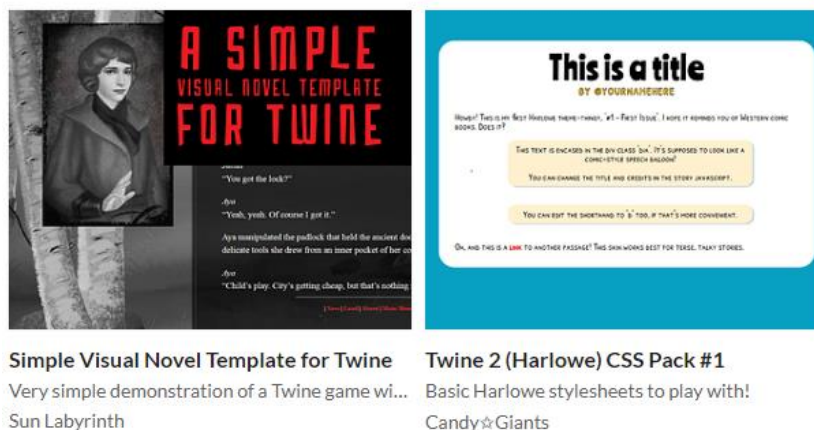 A SIMPLE
VISUAL NOVEL TEMPLATE
FOR TWINE
“You got the lock?”
Aya
“Yeah, yeah. Of course I got it.”
Aya manipulated the padlock that held the ancient
delicate tools she drew from an inner pocket of her
Aya
“Child’s play. City’s getting cheap, but that’s nothing
Simple Visual Novel Template for Twine
Very simple demonstration of a Twine game wi...
Sun Labyrinth
This is a title
BY @YOURNAMEHERE
HOWDY! THIS IS MY FIRST HARLOWE THEME-THINGY, '#1 - FIRST ISSUE'. I HOPE IT REMINDS YOU OF WESTERN COMIC
BOOKS. DOES IT?
THIS TEXT IS ENCASED IN THE DIV CLASS 'DIA'. IT'S SUPPOSED TO LOOK LIKE A
COMIC-STYLE SPEECH BALOON?
YOU CAN CHANGE THE TITLE AND CREDITS IN THE STORY JAVASCRIPT.
YOU CAN EDIT THE SHORTHAND TO 'D' TOO, IF THAT'S MORE CONVENIENT.
OH, AND THIS IS A LINK TO ANOTHER PASSAGE! THIS SKIN WORKS BEST FOR TERSE, TALKY STORIES.
Twine 2 (Harlowe) CSS Pack #1
Basic Harlowe stylesheets to play with!
Candy☆Giants